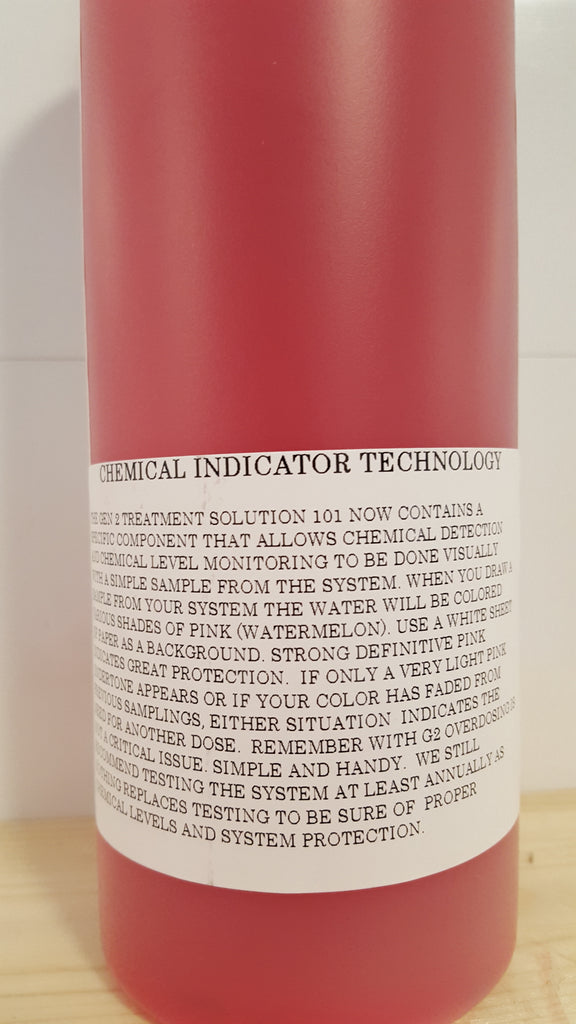 CHEMICAL INDICATOR TECHNOLOGY
GEN 2 TREATMENT SOLUTION 101 NOW CONTAINS A
COMPONENT THAT ALLOWS CHEMICAL DETECTION
CHEMICAL LEVEL MONITORING TO BE DONE VISUALLY
A SIMPLE SAMPLE FROM THE SYSTEM. WHEN YOU DRAW A
FROM YOUR SYSTEM THE WATER WILL BE COLORED
SHADES OF PINK (WATERMELON). USE A WHITE SHEET
PAPER AS A BACKGROUND. STRONG DEFINITIVE PINK
GREAT PROTECTION. IF ONLY A VERY LIGHT PINK
APPEARS OR IF YOUR COLOR HAS FADED FROM
SAMPLINGS, EITHER SITUATION INDICATES THE
FOR ANOTHER DOSE. REMEMBER WITH G2 OVERDOSING IS
A CRITICAL ISSUE. SIMPLE AND HANDY. WE STILL
TESTING THE SYSTEM AT LEAST ANNUALLY AS
REPLACES TESTING TO BE SURE OF PROPER
LEVELS AND SYSTEM PROTECTION.